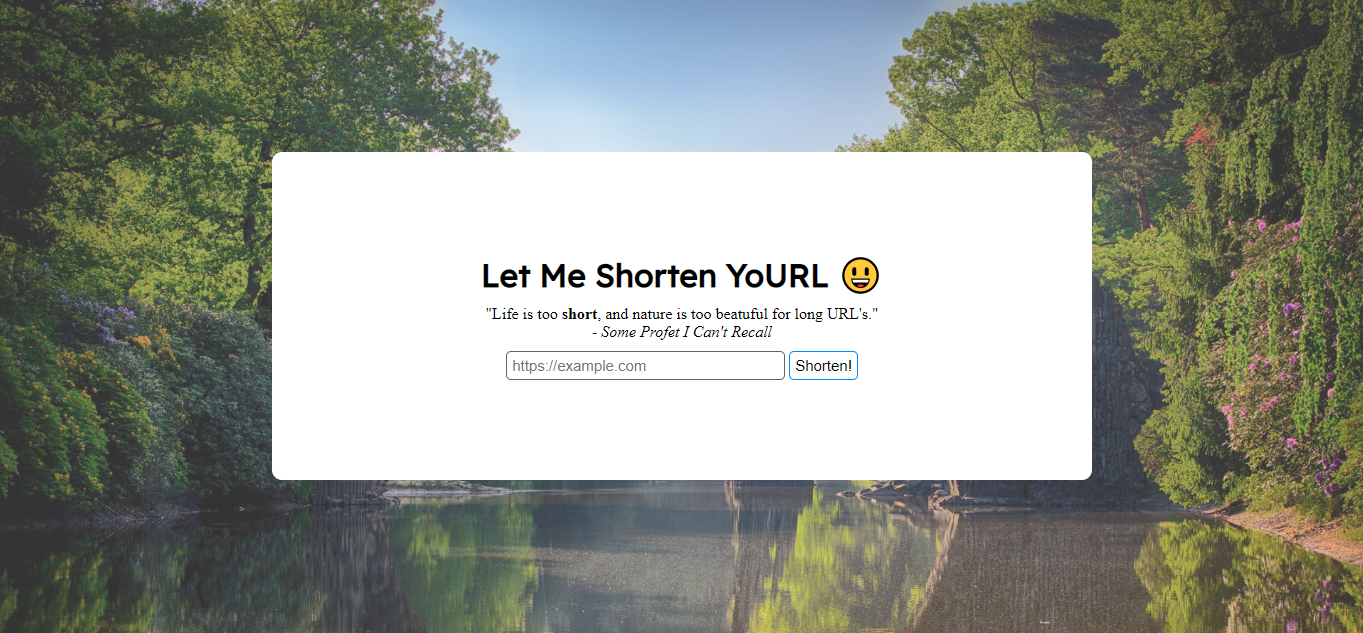 Let Me Shorten YoURL 😃
"Life is too short, and nature is too beatuful for long URL's."
- Some Profet I Can't Recall
https://example.com Shorten!